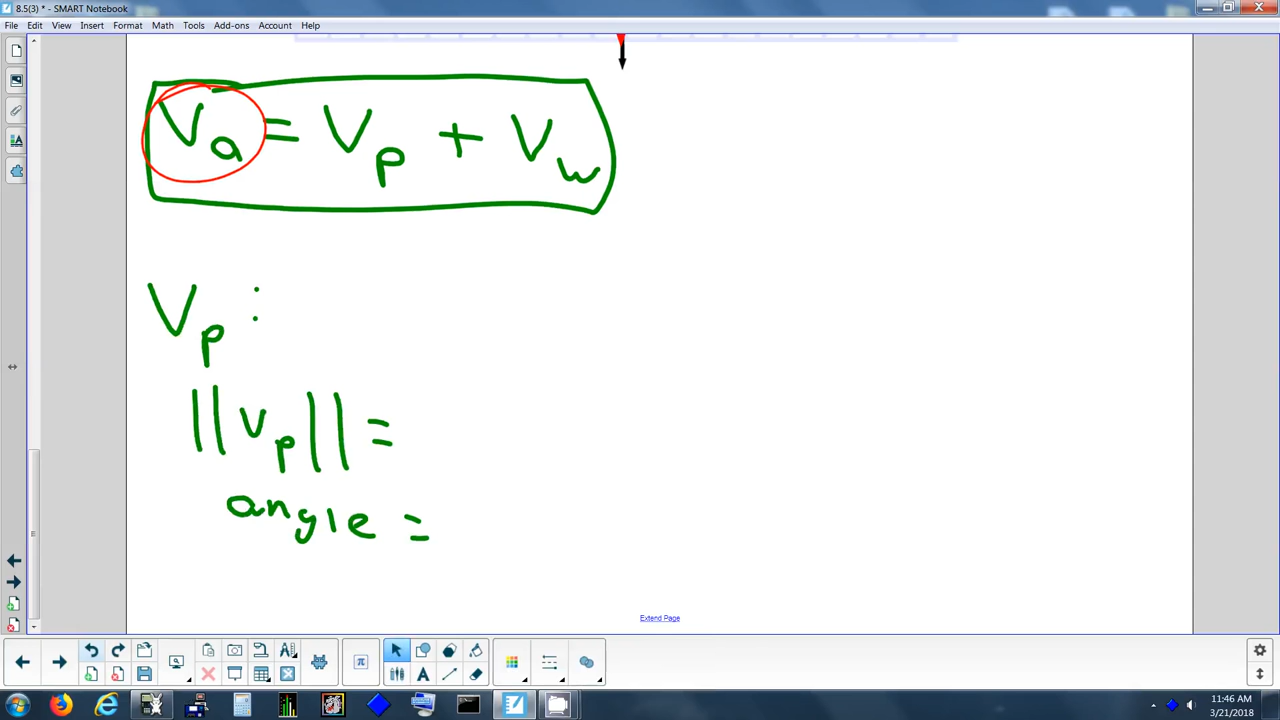 8.5(3) * - SMART Notebook
File Edit View Insert Format Math Tools Add-ons Account Help
Va = Vp + Vw
Vp :
||Vp|| =
angle =
Extend Page
11:46 AM
3/21/2018